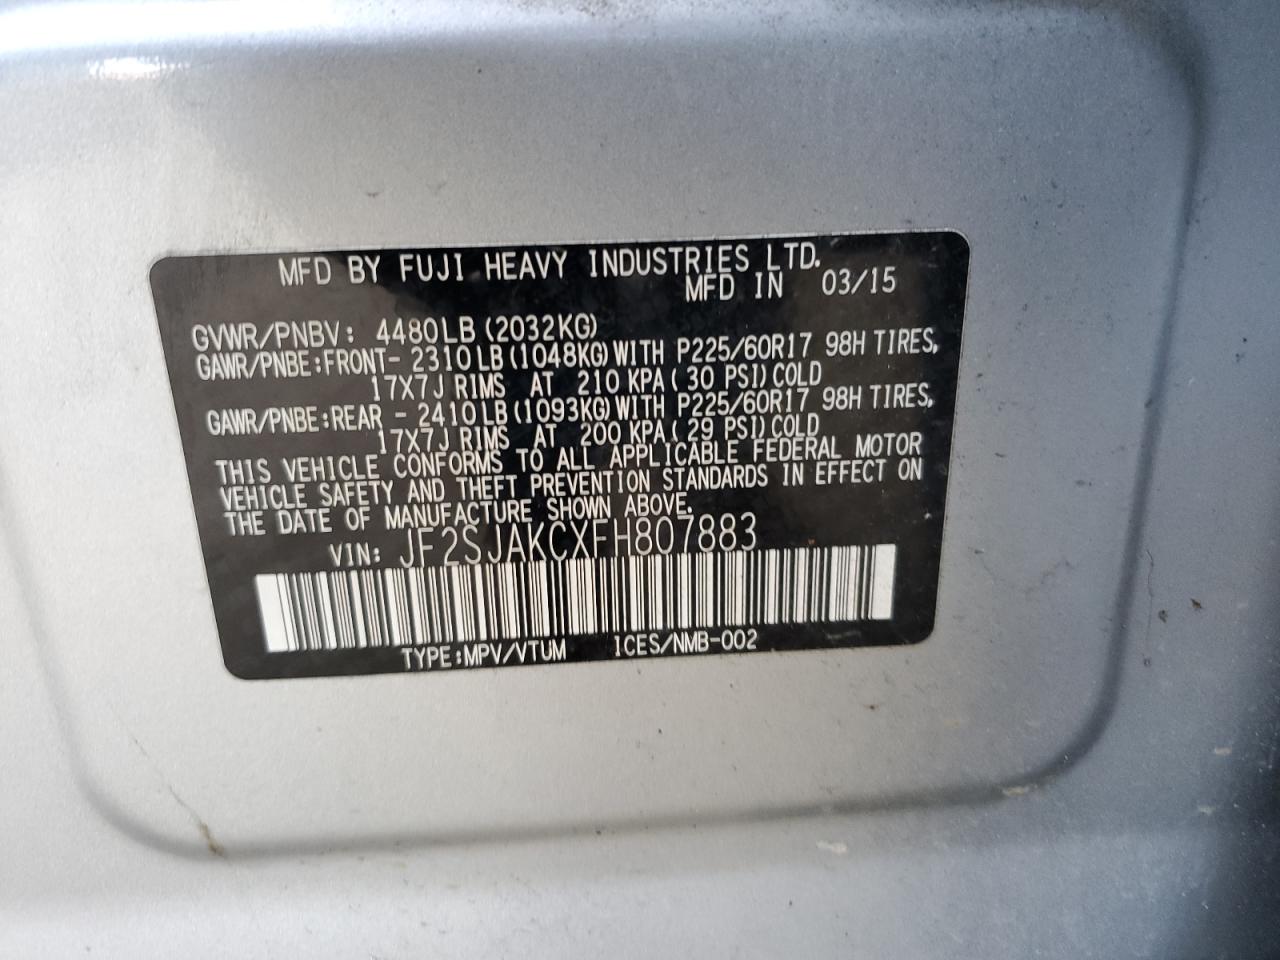 MFD BY FUJI HEAVY INDUSTRIES LTD.
MFD IN 03/15
GVWR/PNBV: 4480LB (2032KG)
GAWR/PNBE:FRONT- 2310LB (1048KG) WITH P225/60R17 98H TIRES,
17X7J RIMS AT 210 KPA( 30 PSI) COLD
GAWR/PNBE:REAR - 2410LB (1093KG) WITH P225/60R17 98H TIRES,
17X7J RIMS AT 200 KPA( 29 PSI) COLD
THIS VEHICLE CONFORMS TO ALL APPLICABLE FEDERAL MOTOR
VEHICLE SAFETY AND THEFT PREVENTION STANDARDS IN EFFECT ON
THE DATE OF MANUFACTURE SHOWN ABOVE.
VIN: JF2SJAKCXFH807883
TYPE:MPV/VTUM ICES/NMB-002